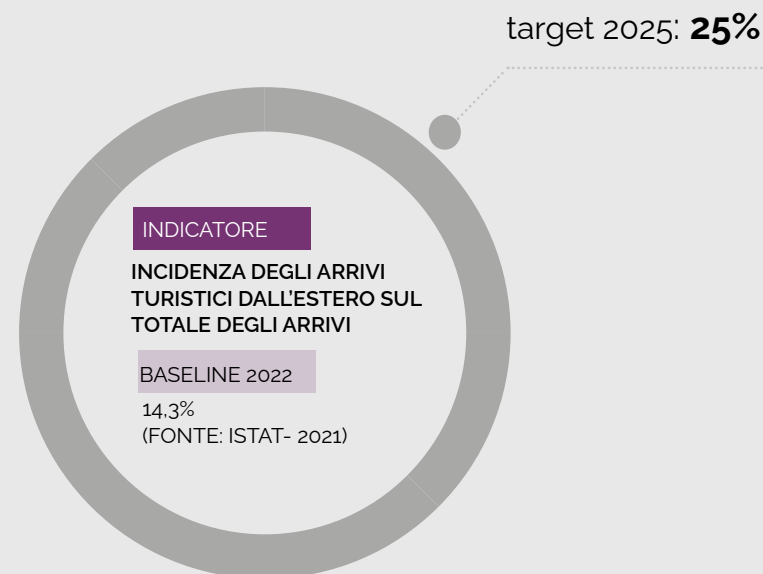 target 2025: 25%
INDICATORE
INCIDENZA DEGLI ARRIVI
TURISTICI DALL'ESTERO SUL
TOTALE DEGLI ARRIVI
BASELINE 2022
14,3%
(FONTE: ISTAT- 2021)